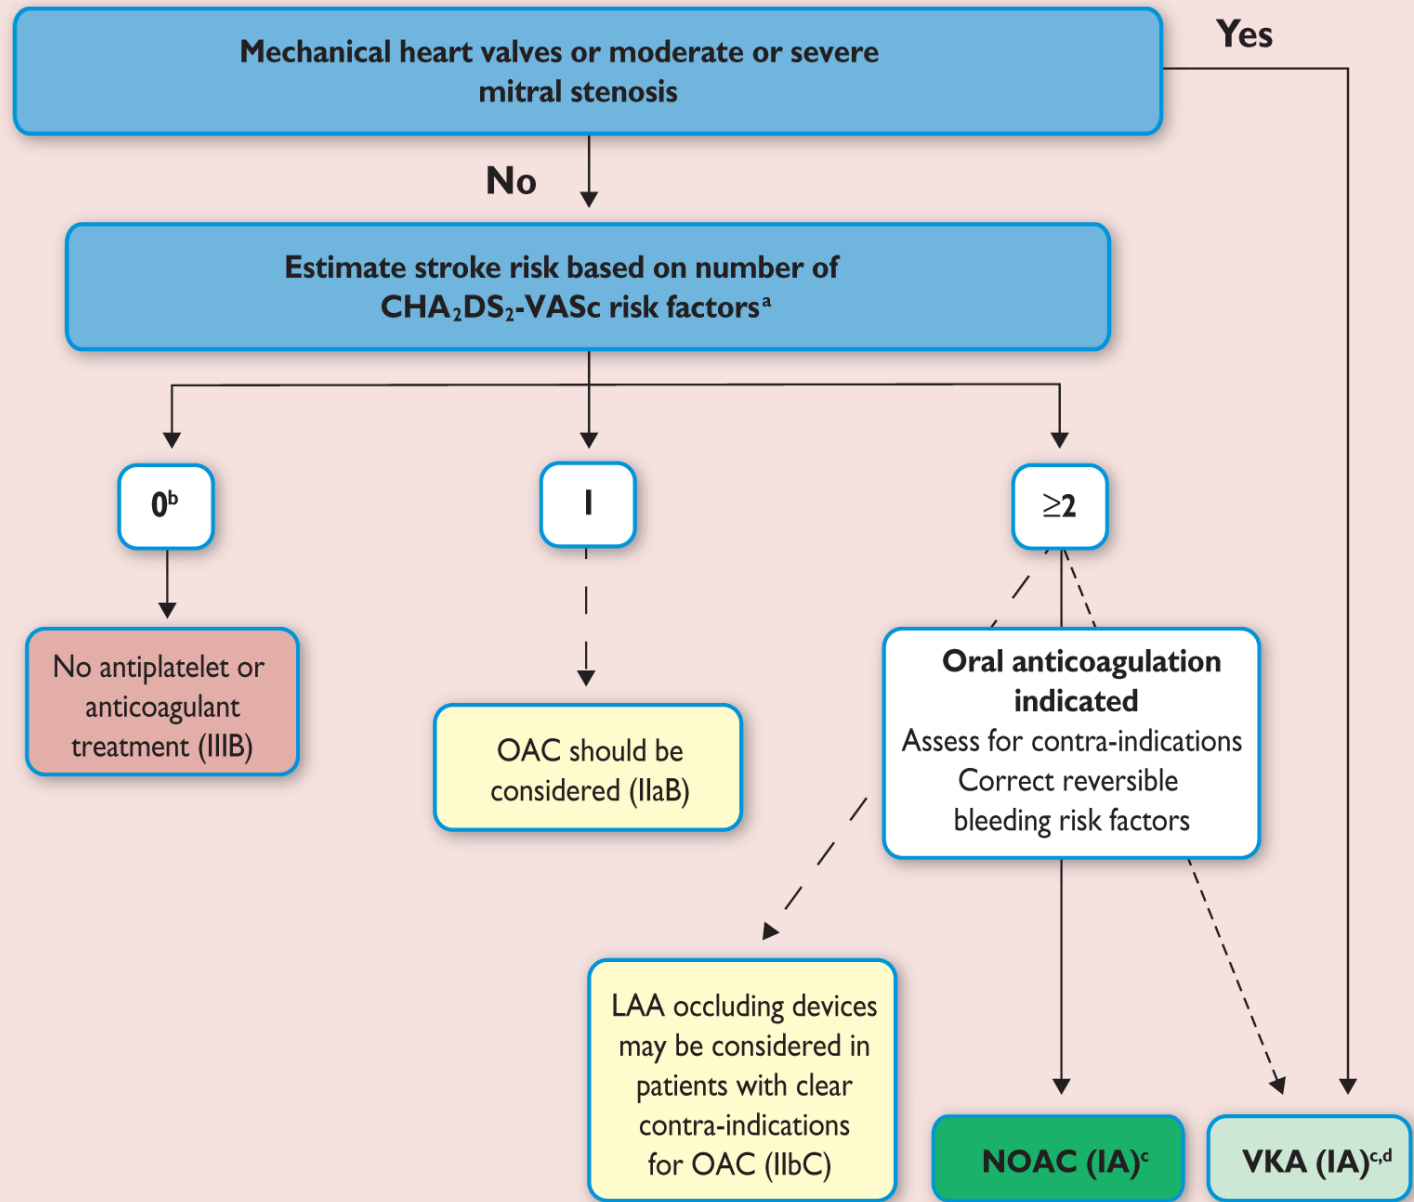 Mechanical heart valves or moderate or severe
mitral stenosis
Yes
No
Estimate stroke risk based on number of
CHA₂DS₂-VASc risk factorsᵃ
0ᵇ
1
≥2
No antiplatelet or
anticoagulant
treatment (IIIB)
OAC should be
considered (IIaB)
Oral anticoagulation
indicated
Assess for contra-indications
Correct reversible
bleeding risk factors
LAA occluding devices
may be considered in
patients with clear
contra-indications
for OAC (IIbC)
NOAC (IA)ᶜ
VKA (IA)ᶜ,ᵈ